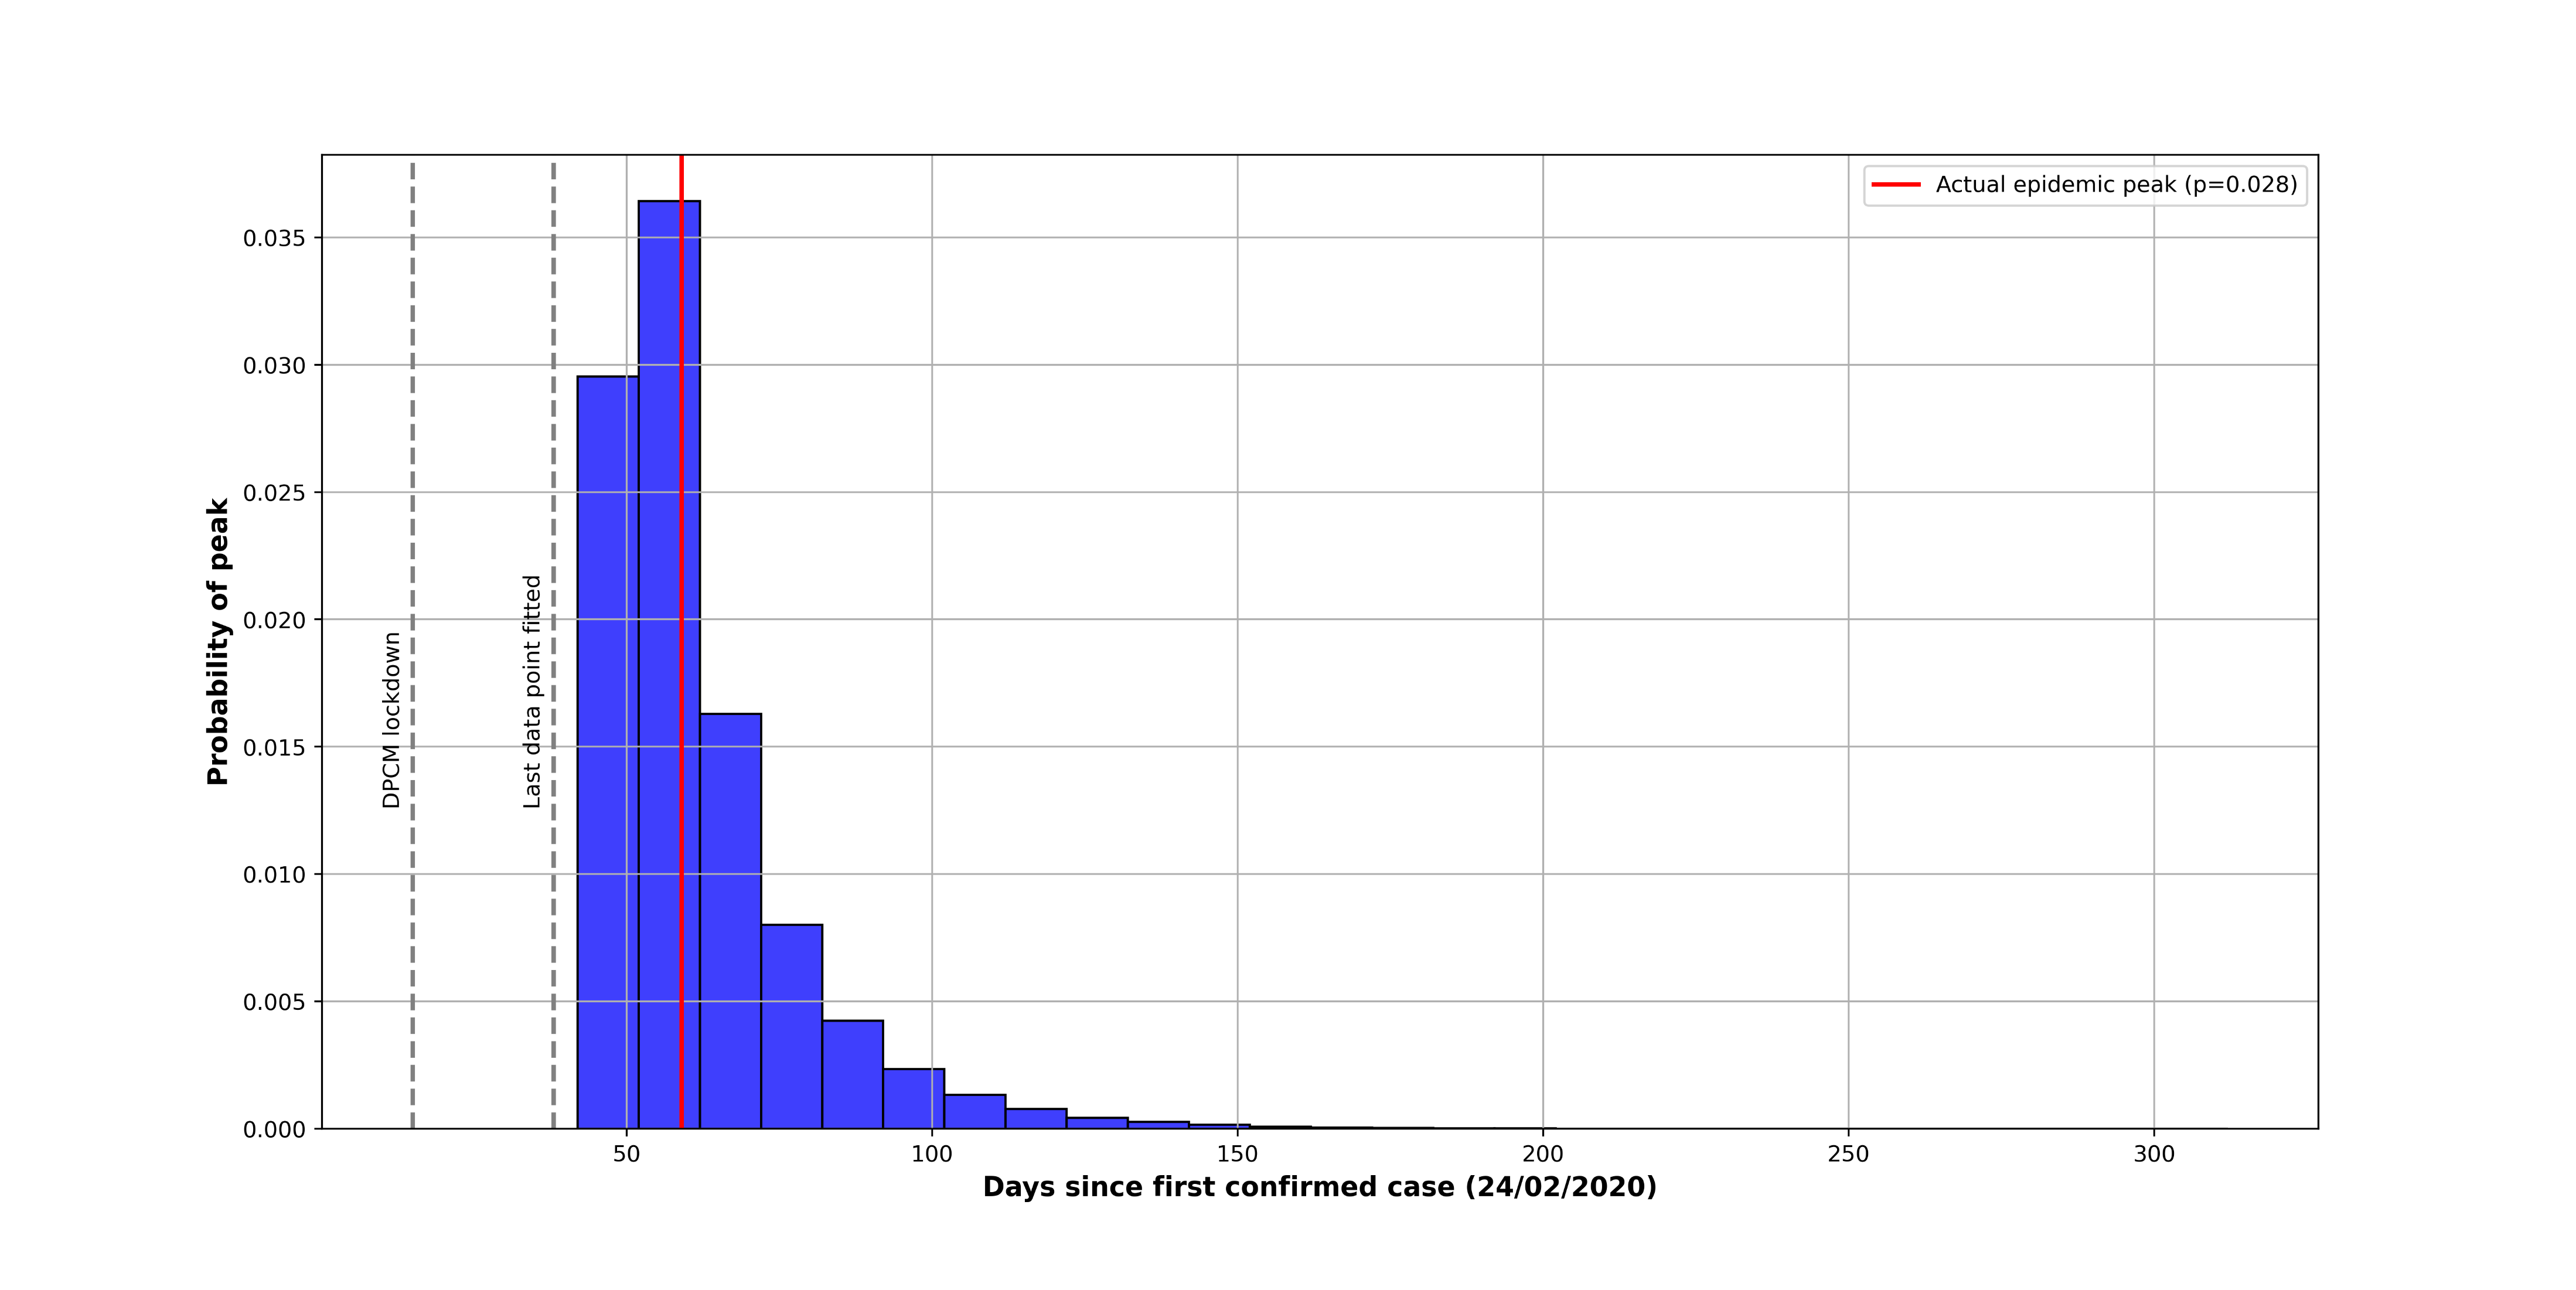 Actual epidemic peak (p=0.028)
0.035
0.030
0.025
0.020
0.015
0.010
0.005
0.000
Probability of peak
DPCM lockdown
Last data point fitted
50
100
150
200
250
300
Days since first confirmed case (24/02/2020)